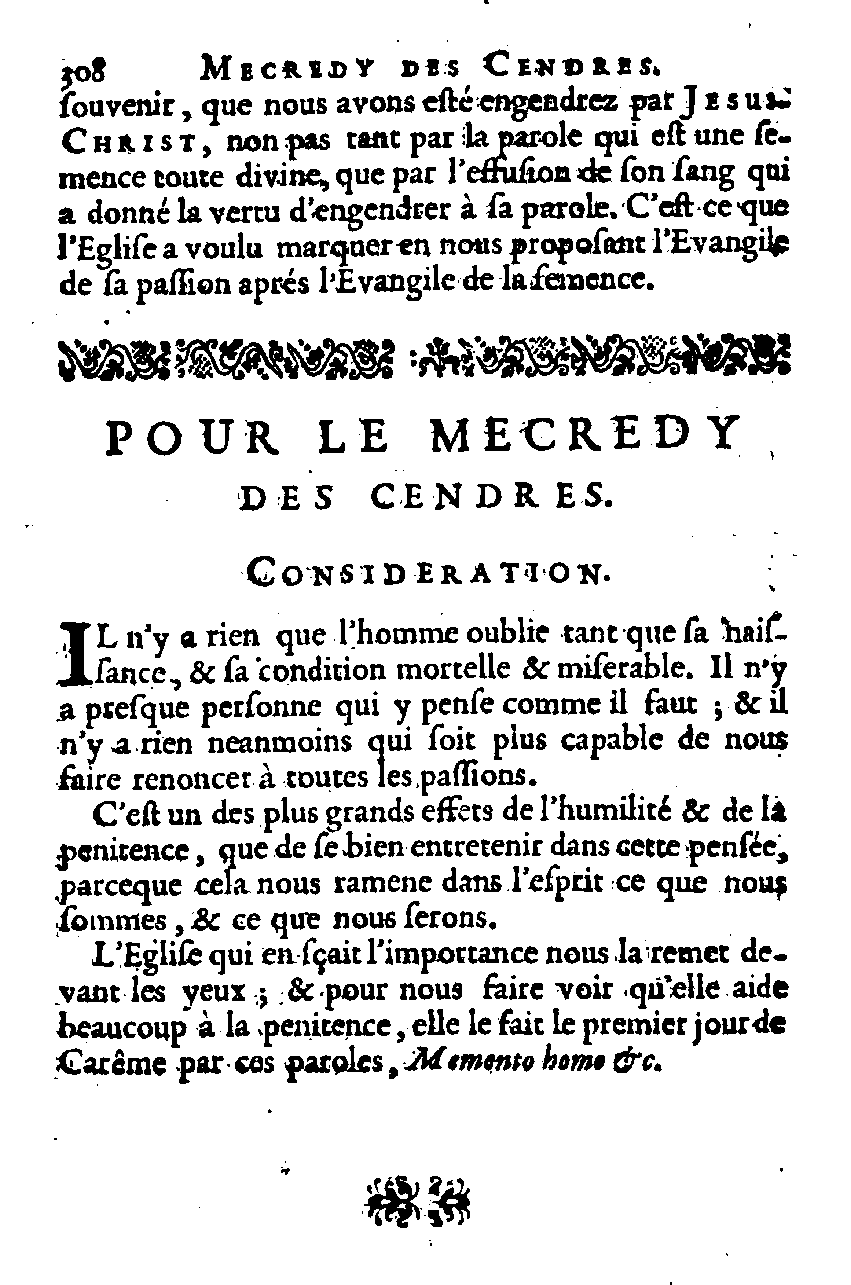 308 MECREDY DES CENDRES.
ſouvenir, que nous avons eſté engendrez par JESUS-
CHRIST, non pas tant par la parole qui eſt une ſe-
mence toute divine, que par l'effuſion de ſon ſang qui
a donné la vertu d'engendrer à ſa parole. C'eſt ce que
l'Egliſe a voulu marquer en nous propoſant l'Evangile
de ſa paſſion aprés l'Evangile de la ſemence.
POUR LE MECREDY
DES CENDRES.
CONSIDERATION.
IL n'y a rien que l'homme oublie tant que ſa naiſ-
ſance, & ſa condition mortelle & miſerable. Il n'y
a preſque perſonne qui y penſe comme il faut ; & il
n'y a rien neanmoins qui ſoit plus capable de nous
faire renoncer à toutes les paſſions.
C'eſt un des plus grands effets de l'humilité & de la
penitence, que de ſe bien entretenir dans cette penſée,
parceque cela nous ramene dans l'eſprit ce que nous
ſommes, & ce que nous ſerons.
L'Egliſe qui en ſçait l'importance nous la remet de-
vant les yeux ; & pour nous faire voir qu'elle aide
beaucoup à la penitence, elle le fait le premier jour de
Carême par ces paroles, Memento homo &c.